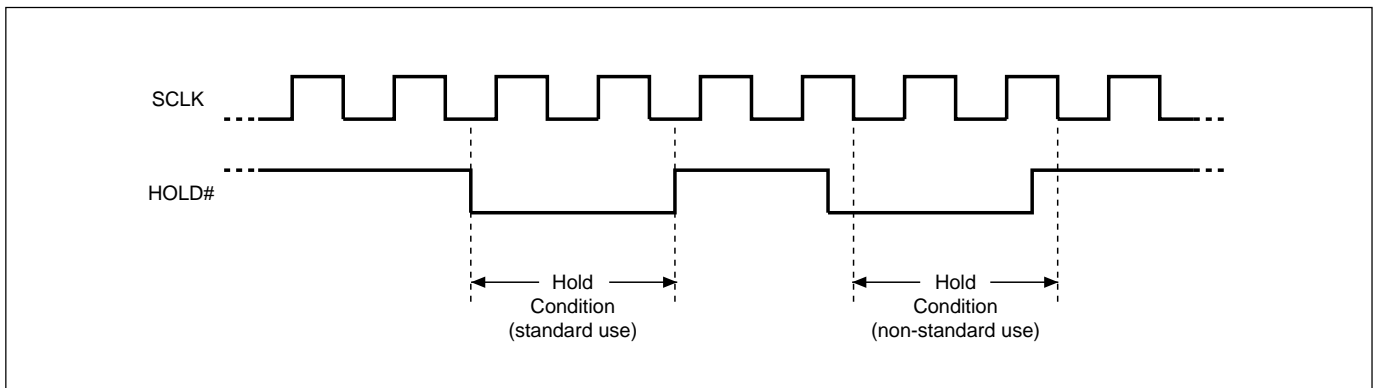 SCLK
HOLD#
Hold
Condition
(standard use)
Hold
Condition
(non-standard use)